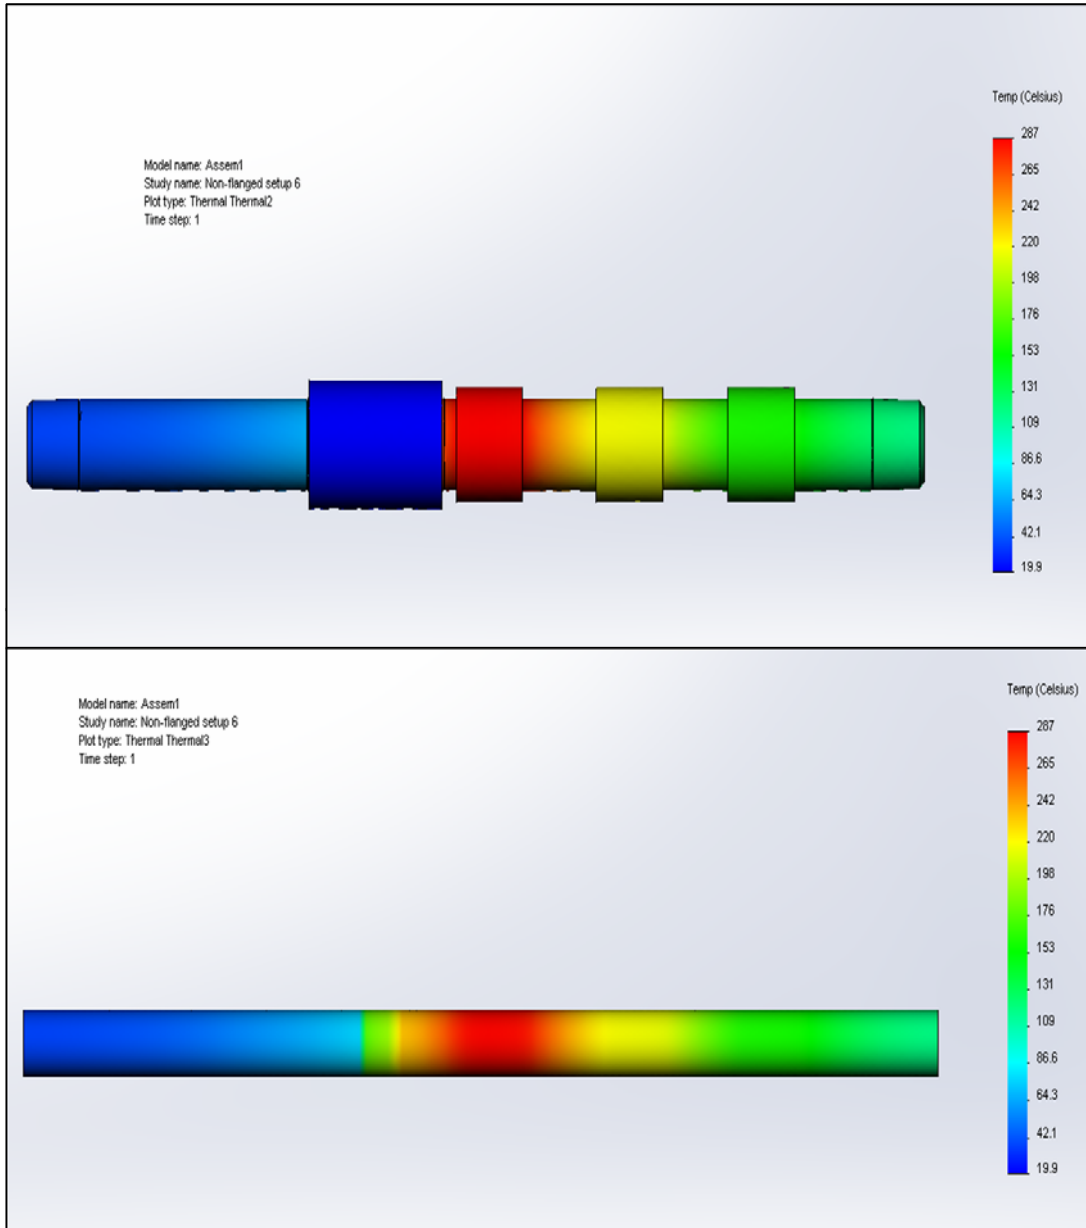 Temp (Celsius)
Model name: Assem1
Study name: Non-flanged setup 6
Plot type: Thermal Thermal2
Time step: 1
287
265
242
220
198
176
153
131
109
86.6
64.3
42.1
19.9
Model name: Assem1
Study name: Non-flanged setup 6
Plot type: Thermal Thermal3
Time step: 1
Temp (Celsius)
287
265
242
220
198
176
153
131
109
86.6
64.3
42.1
19.9